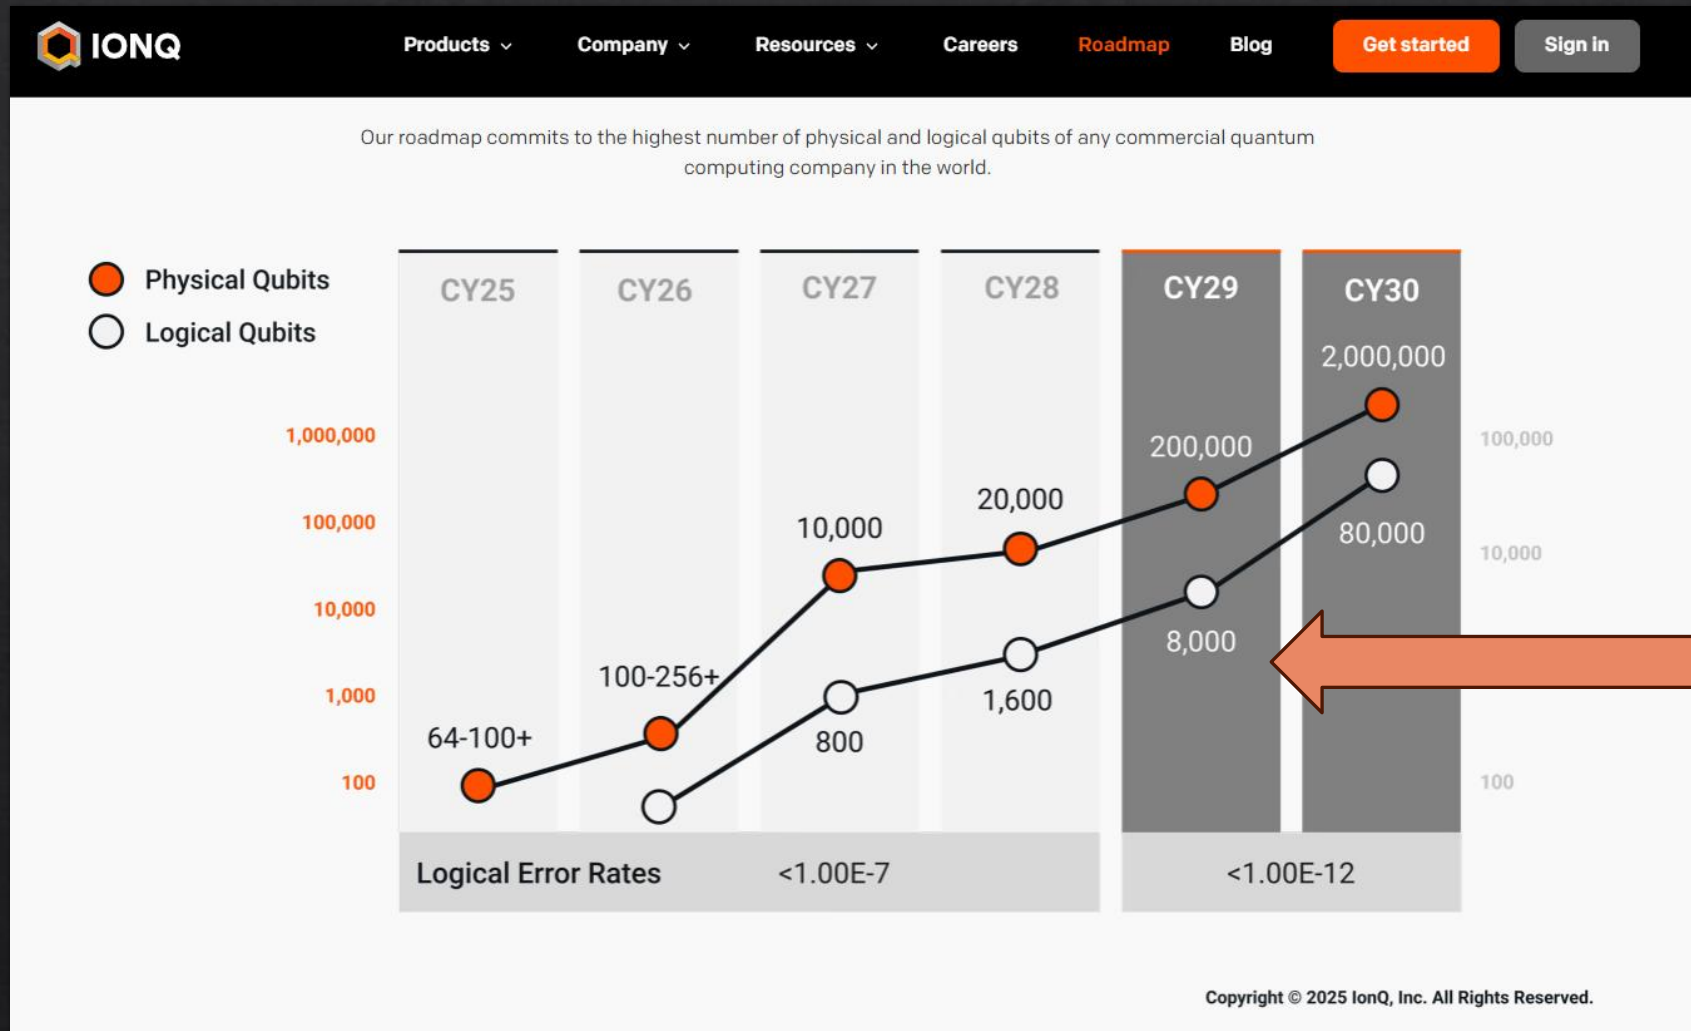 IONQ
Products
Company
Resources
Careers
Roadmap
Blog
Get started
Sign in
Our roadmap commits to the highest number of physical and logical qubits of any commercial quantum
computing company in the world.
Physical Qubits
Logical Qubits
CY25
CY26
CY27
CY28
CY29
CY30
2,000,000
1,000,000
200,000
100,000
20,000
100,000
10,000
80,000
10,000
10,000
8,000
100-256+
1,000
1,600
64-100+
800
100
100
Logical Error Rates
<1.00E-7
<1.00E-12
Copyright © 2025 IonQ, Inc. All Rights Reserved.